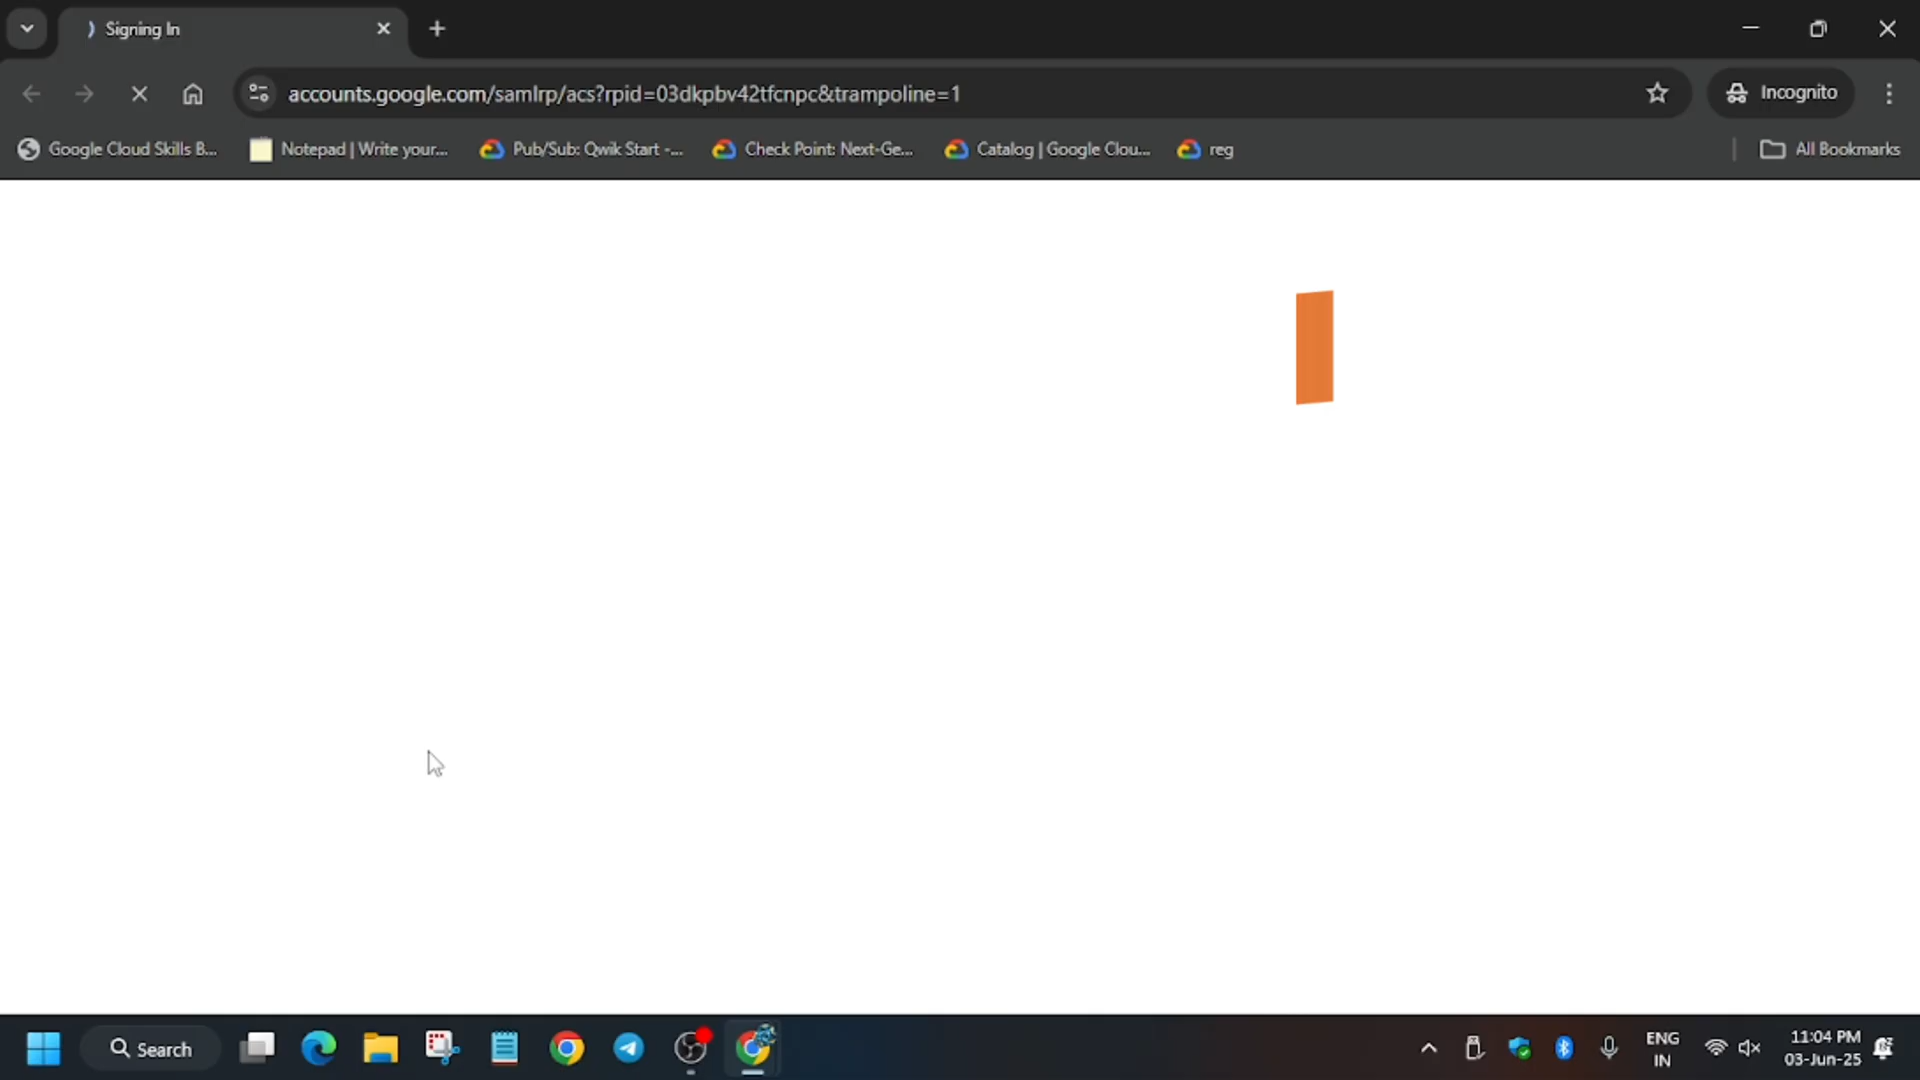 Signing In
accounts.google.com/samlrp/acs?rpid=03dkpbv42tfcnpc&trampoline=1
Incognito
Google Cloud Skills B...
Notepad | Write your...
Pub/Sub: Qwik Start -...
Check Point: Next-Ge...
Catalog | Google Clou...
reg
All Bookmarks
Search
ENG
IN
11:04 PM
03-Jun-25